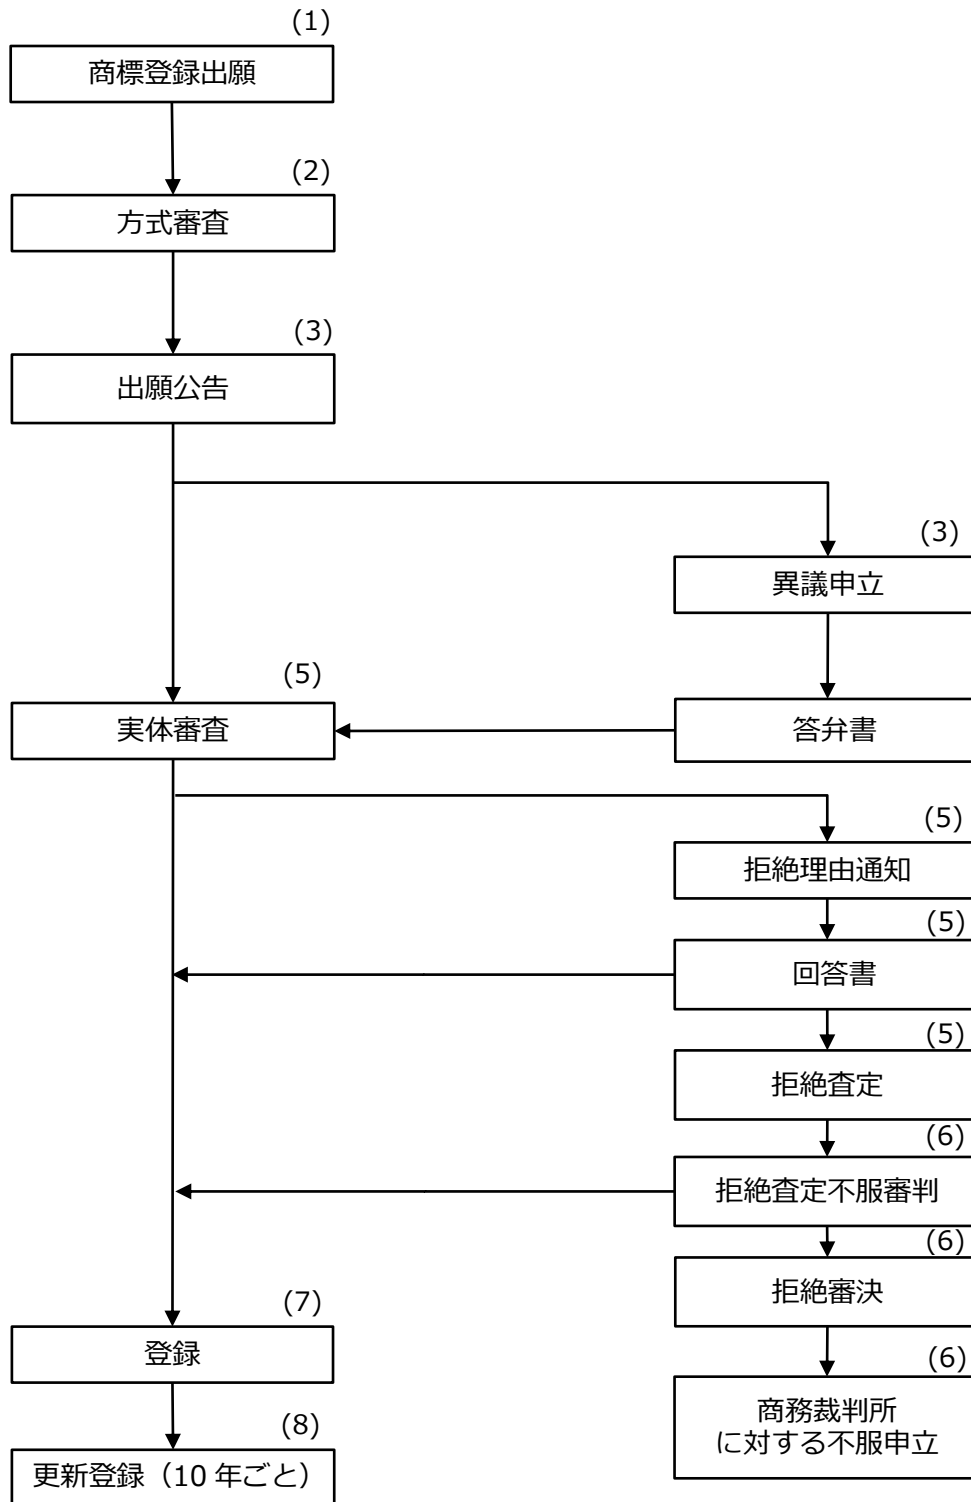 (1)
商標登録出願
(2)
方式審査
(3)
出願公告
(3)
異議申立
(5)
実体審査
答弁書
(5)
拒絶理由通知
(5)
回答書
(5)
拒絶査定
(6)
拒絶査定不服審判
(6)
拒絶審決
(7)
登録
(6)
商務裁判所
に対する不服申立
(8)
更新登録（10 年ごと）